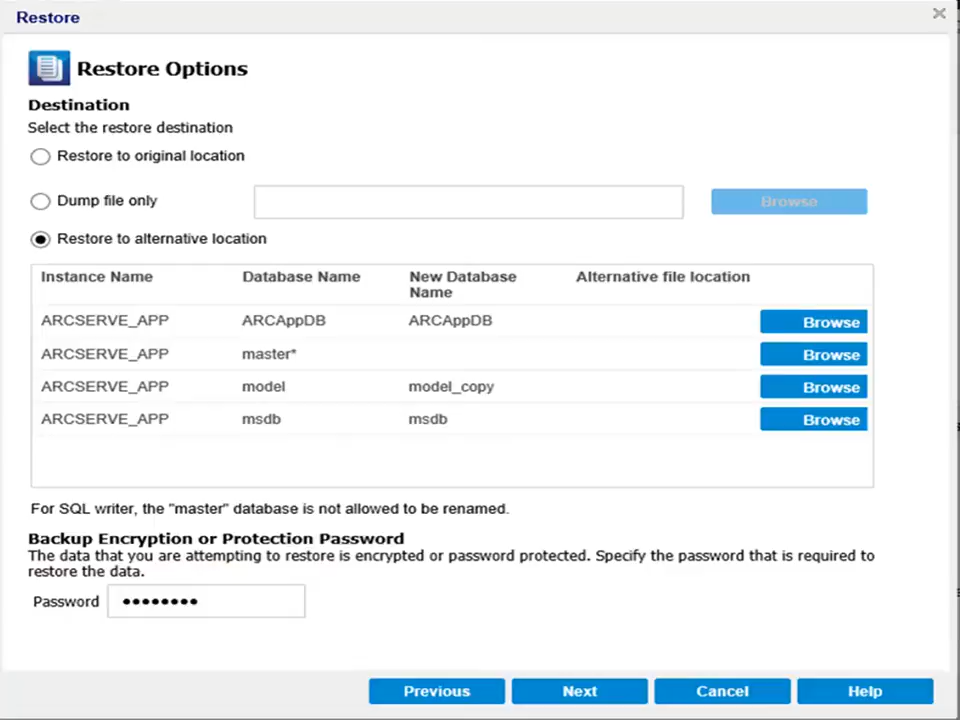 Restore
Restore Options
Destination
Select the restore destination
Restore to original location
Dump file only Browse
Restore to alternative location
Instance Name Database Name New Database Name Alternative file location
ARCSERVE_APP ARCAppDB ARCAppDB Browse
ARCSERVE_APP master* Browse
ARCSERVE_APP model model_copy Browse
ARCSERVE_APP msdb msdb Browse
For SQL writer, the "master" database is not allowed to be renamed.
Backup Encryption or Protection Password
The data that you are attempting to restore is encrypted or password protected. Specify the password that is required to
restore the data.
Password ••••••••
Previous Next Cancel Help